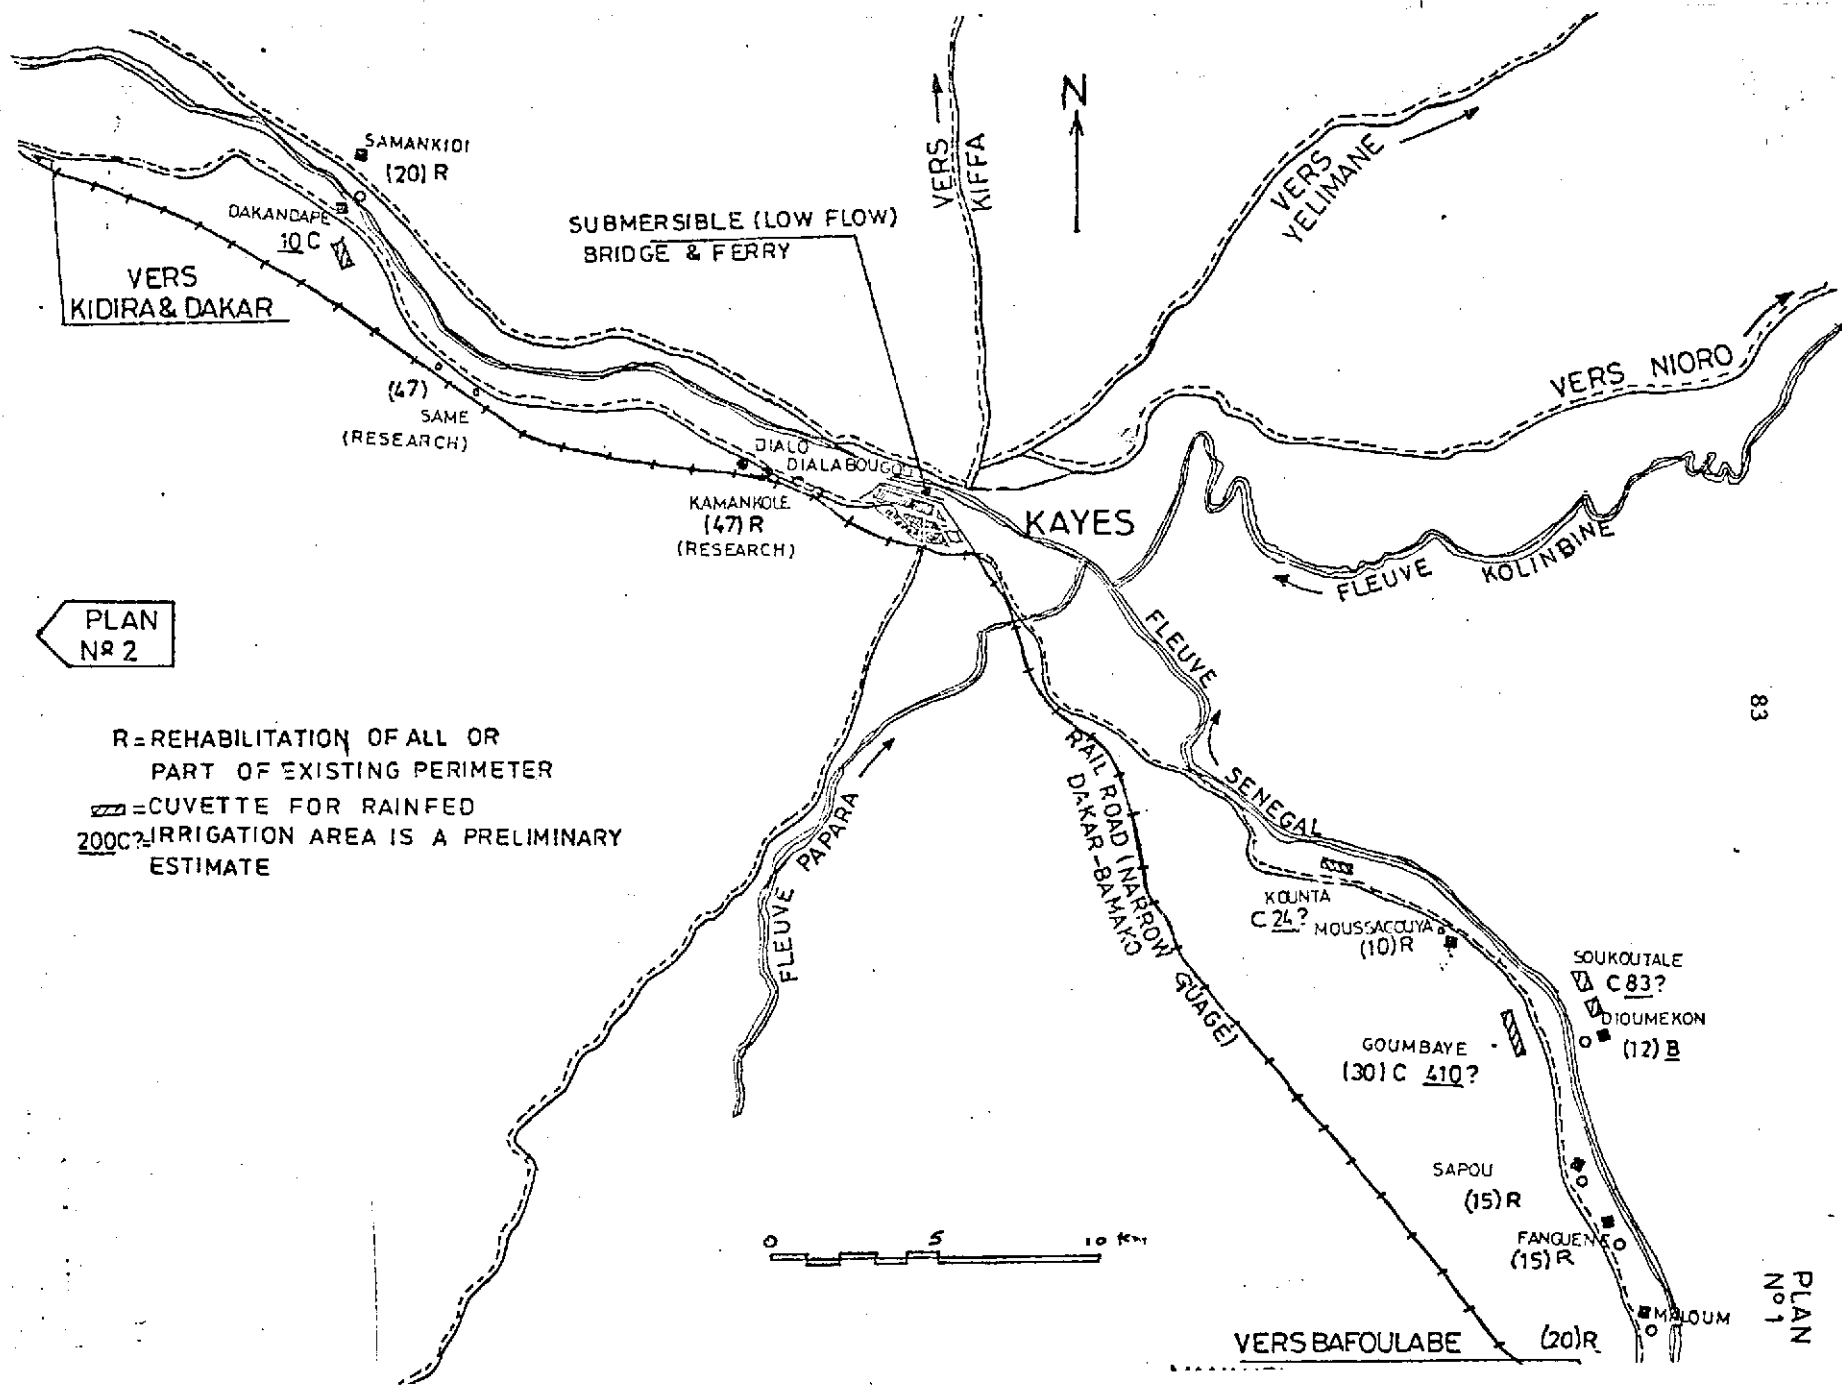 SAMANKIDI
(20) R
DAKANDAPE
10 C
VERS
KIDIRA & DAKAR
SUBMERSIBLE (LOW FLOW)
BRIDGE & FERRY
VERS
KIFFA
N
VERS
YELIMANE
VERS NIORO
(47)
SAME
(RESEARCH)
DIALO
DIALABOUGOU
KAMANKOLE
(47) R
(RESEARCH)
KAYES
FLEUVE KOLINBINE
PLAN
Nº 2
R = REHABILITATION OF ALL OR
PART OF EXISTING PERIMETER
= CUVETTE FOR RAINFED
200C? = IRRIGATION AREA IS A PRELIMINARY
ESTIMATE
FLEUVE PAPARA
FLEUVE SENEGAL
RAIL ROAD (NARROW GUAGE)
DAKAR-BAMAKO
83
KOUNTA
C 24?
MOUSSACOUYA
(10) R
SOUKOUTALE
C 83?
DIOUMEKON
(12) B
GOUMBAYE
(30) C 410?
SAPOU
(15) R
FANGUENE
(15) R
MALOUM
(20) R
VERS BAFOULABE
0 5 10 Km
PLAN
Nº 1